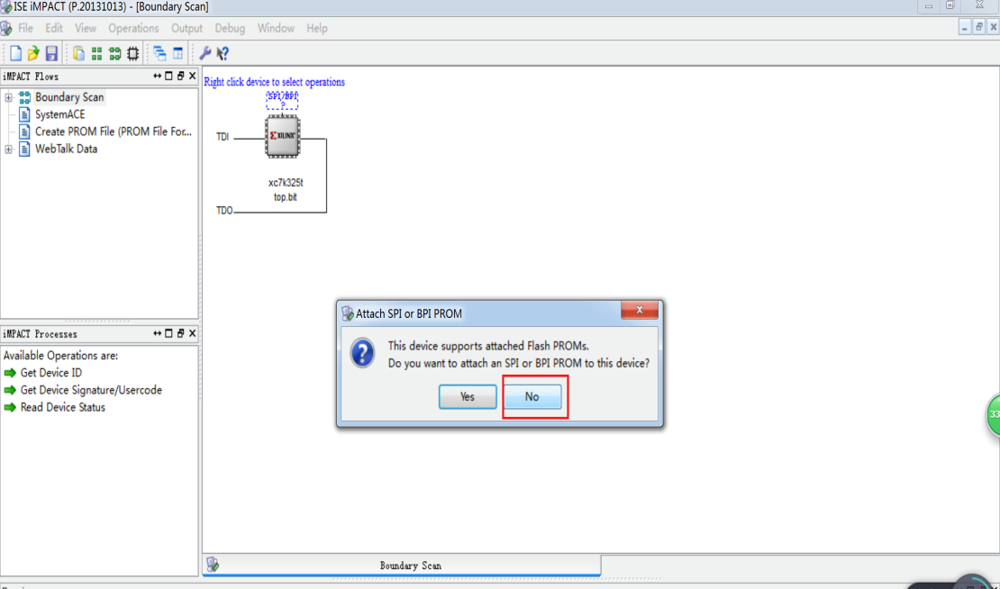 ISE iMPACT (P.20131013) - [Boundary Scan]
File Edit View Operations Output Debug Window Help
iMPACT Flows
Boundary Scan
SystemACE
Create PROM File (PROM File For...
WebTalk Data
Right click device to select operations
SPI/BPI
?
TDI
XILINX
xc7k325t
top.bit
TDO
Attach SPI or BPI PROM
This device supports attached Flash PROMs.
Do you want to attach an SPI or BPI PROM to this device?
Yes No
iMPACT Processes
Available Operations are:
Get Device ID
Get Device Signature/Usercode
Read Device Status
33
Boundary Scan